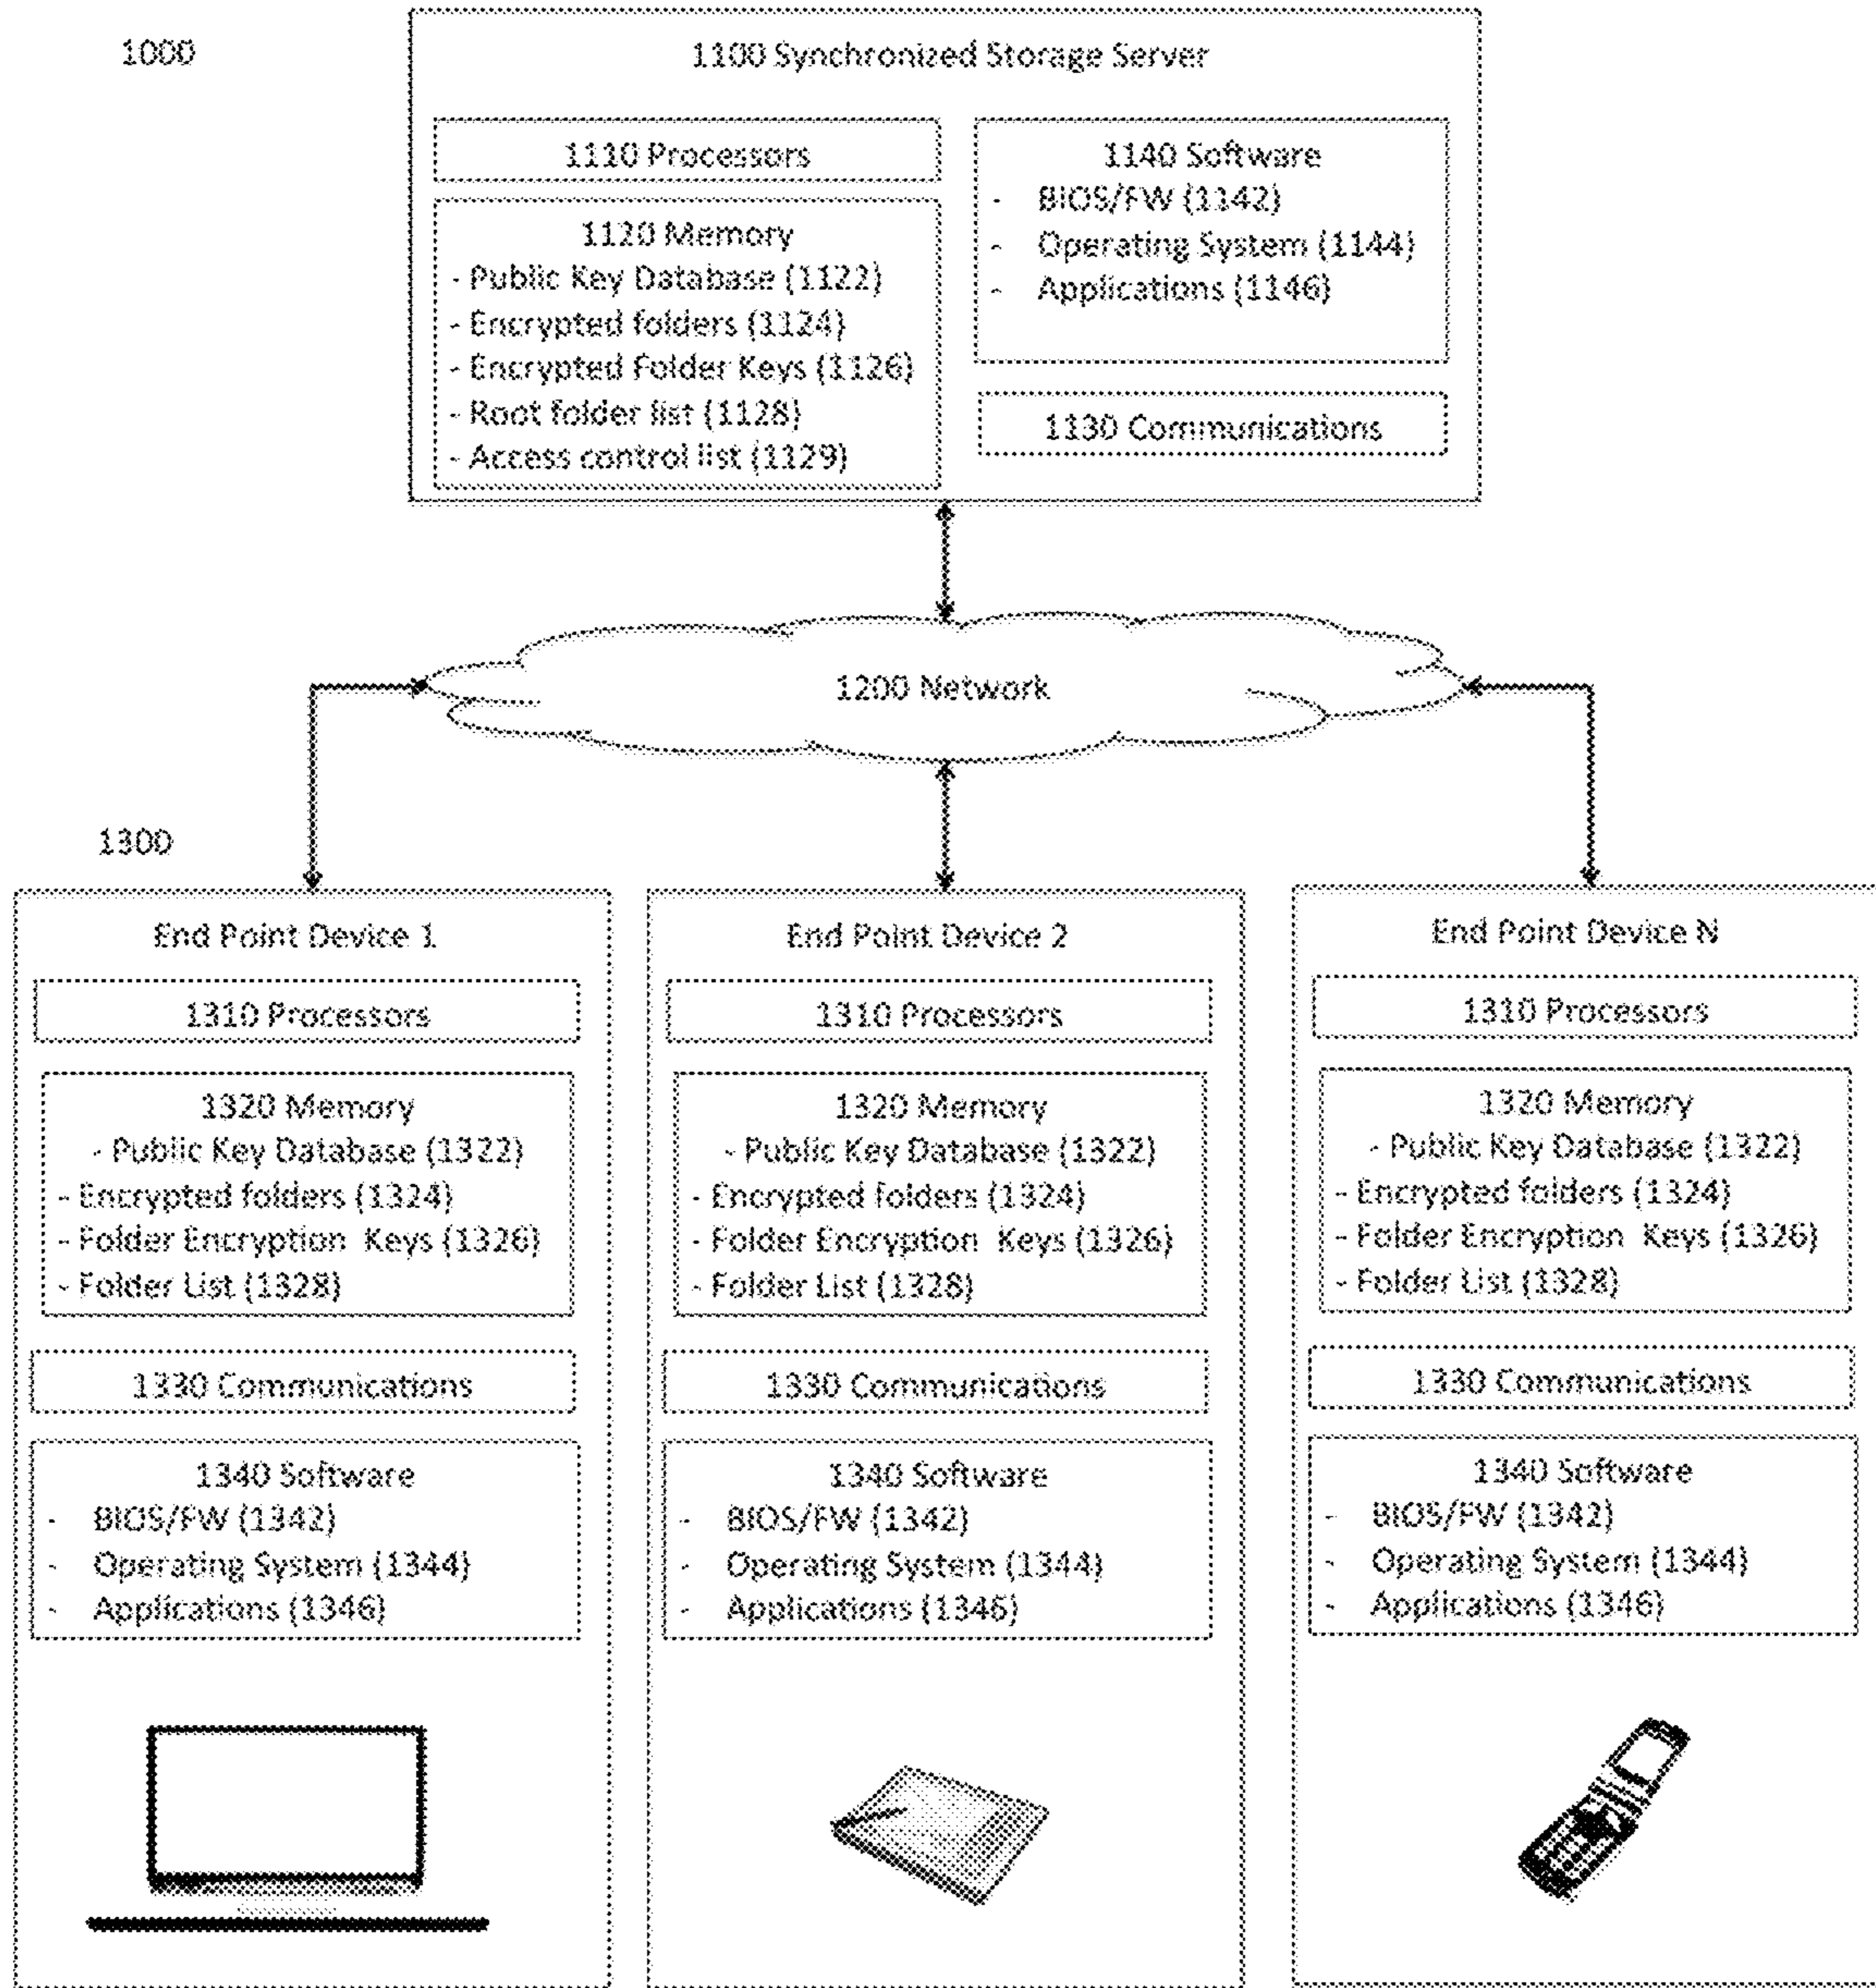 1000
1100 Synchronized Storage Server
1110 Processors
1120 Memory
- Public Key Database (1122)
- Encrypted folders (1124)
- Encrypted Folder Keys (1126)
- Root folder list (1128)
- Access control list (1129)
1140 Software
- BIOS/FW (1142)
- Operating System (1144)
- Applications (1146)
1130 Communications
1200 Network
1300
End Point Device 1
1310 Processors
1320 Memory
- Public Key Database (1322)
- Encrypted folders (1324)
- Folder Encryption Keys (1326)
- Folder List (1328)
1330 Communications
1340 Software
- BIOS/FW (1342)
- Operating System (1344)
- Applications (1346)
End Point Device 2
1310 Processors
1320 Memory
- Public Key Database (1322)
- Encrypted folders (1324)
- Folder Encryption Keys (1326)
- Folder List (1328)
1330 Communications
1340 Software
- BIOS/FW (1342)
- Operating System (1344)
- Applications (1346)
End Point Device N
1310 Processors
1320 Memory
- Public Key Database (1322)
- Encrypted folders (1324)
- Folder Encryption Keys (1326)
- Folder List (1328)
1330 Communications
1340 Software
- BIOS/FW (1342)
- Operating System (1344)
- Applications (1346)